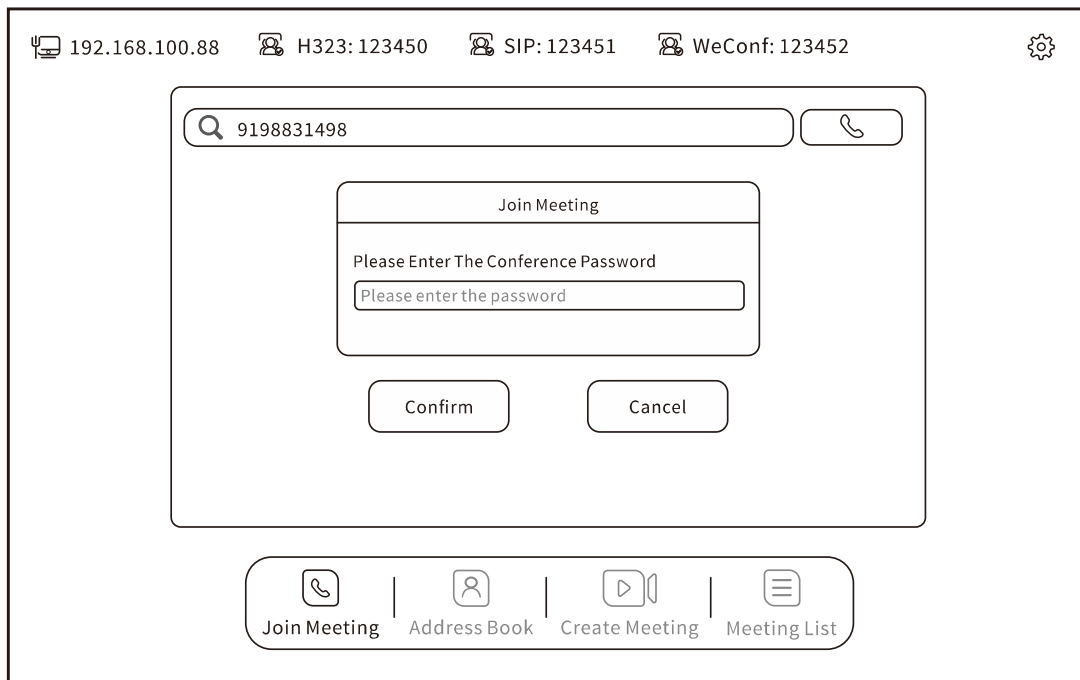 192.168.100.88 H323: 123450 SIP: 123451 WeConf: 123452
9198831498
Join Meeting
Please Enter The Conference Password
Please enter the password
Confirm Cancel
Join Meeting Address Book Create Meeting Meeting List